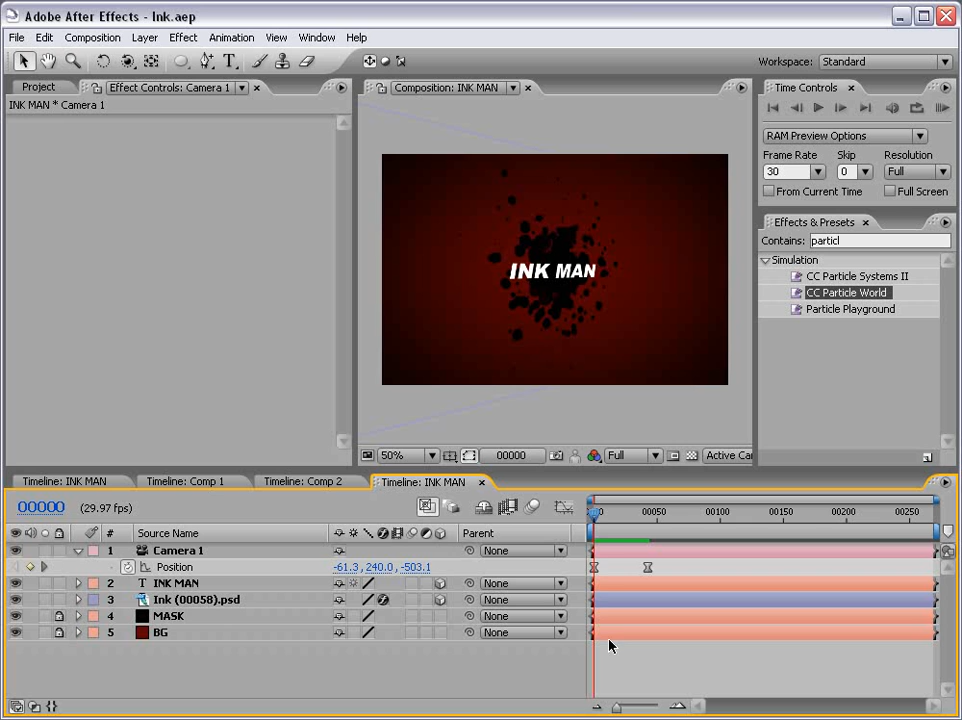 Adobe After Effects - Ink.aep
File Edit Composition Layer Effect Animation View Window Help
Workspace: Standard
Project Effect Controls: Camera 1
INK MAN * Camera 1
Composition: INK MAN
INK MAN
50% 00000 Full Active Ca
Time Controls
RAM Preview Options
Frame Rate Skip Resolution
30 0 Full
From Current Time Full Screen
Effects & Presets
Contains: particl
Simulation
CC Particle Systems II
CC Particle World
Particle Playground
Timeline: INK MAN Timeline: Comp 1 Timeline: Comp 2 Timeline: INK MAN
00000 (29.97 fps)
0 00050 00100 00150 00200 00250
# Source Name Parent
1 Camera 1 None
Position -61.3, 240.0, -503.1
2 T INK MAN None
3 Ink (00058).psd None
4 MASK None
5 BG None